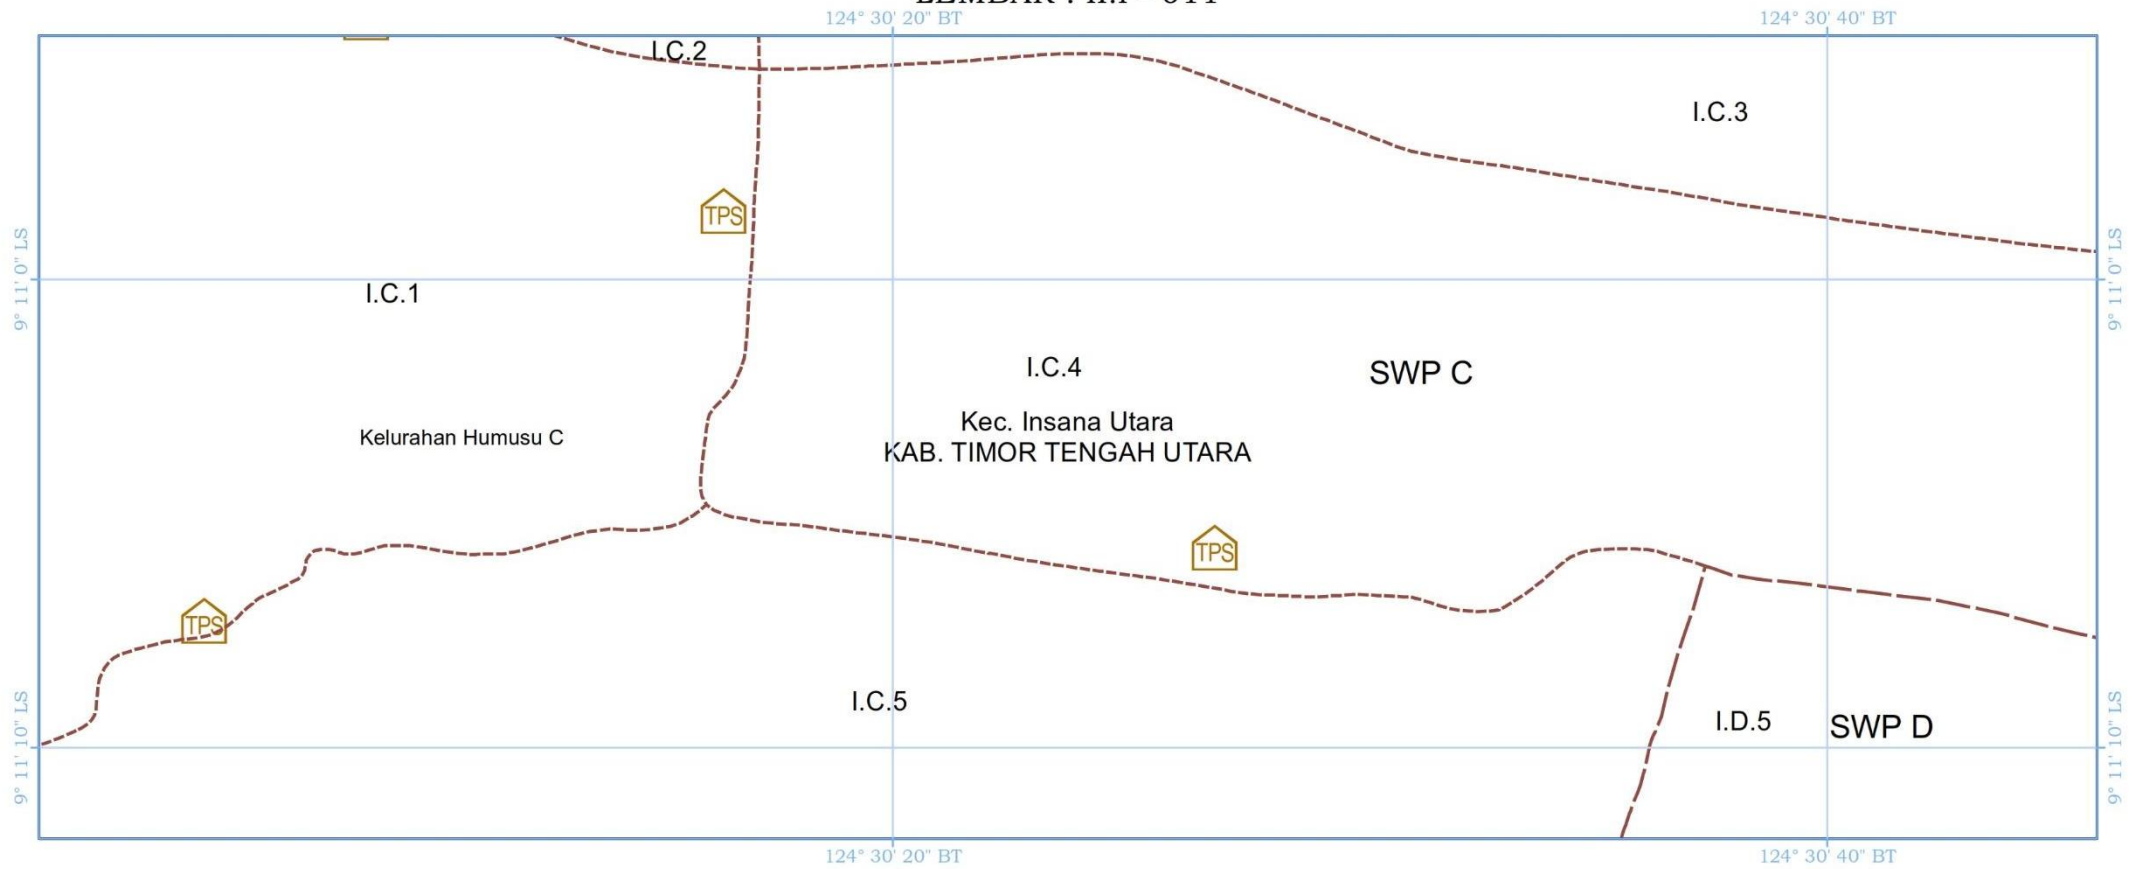 124° 30' 20" BT
124° 30' 40" BT
I.C.2
I.C.3
TPS
9° 11' 0" LS
9° 11' 0" LS
I.C.1
I.C.4
SWP C
Kec. Insana Utara
KAB. TIMOR TENGAH UTARA
Kelurahan Humusu C
TPS
TPS
I.C.5
I.D.5
SWP D
9° 11' 10" LS
9° 11' 10" LS
124° 30' 20" BT
124° 30' 40" BT